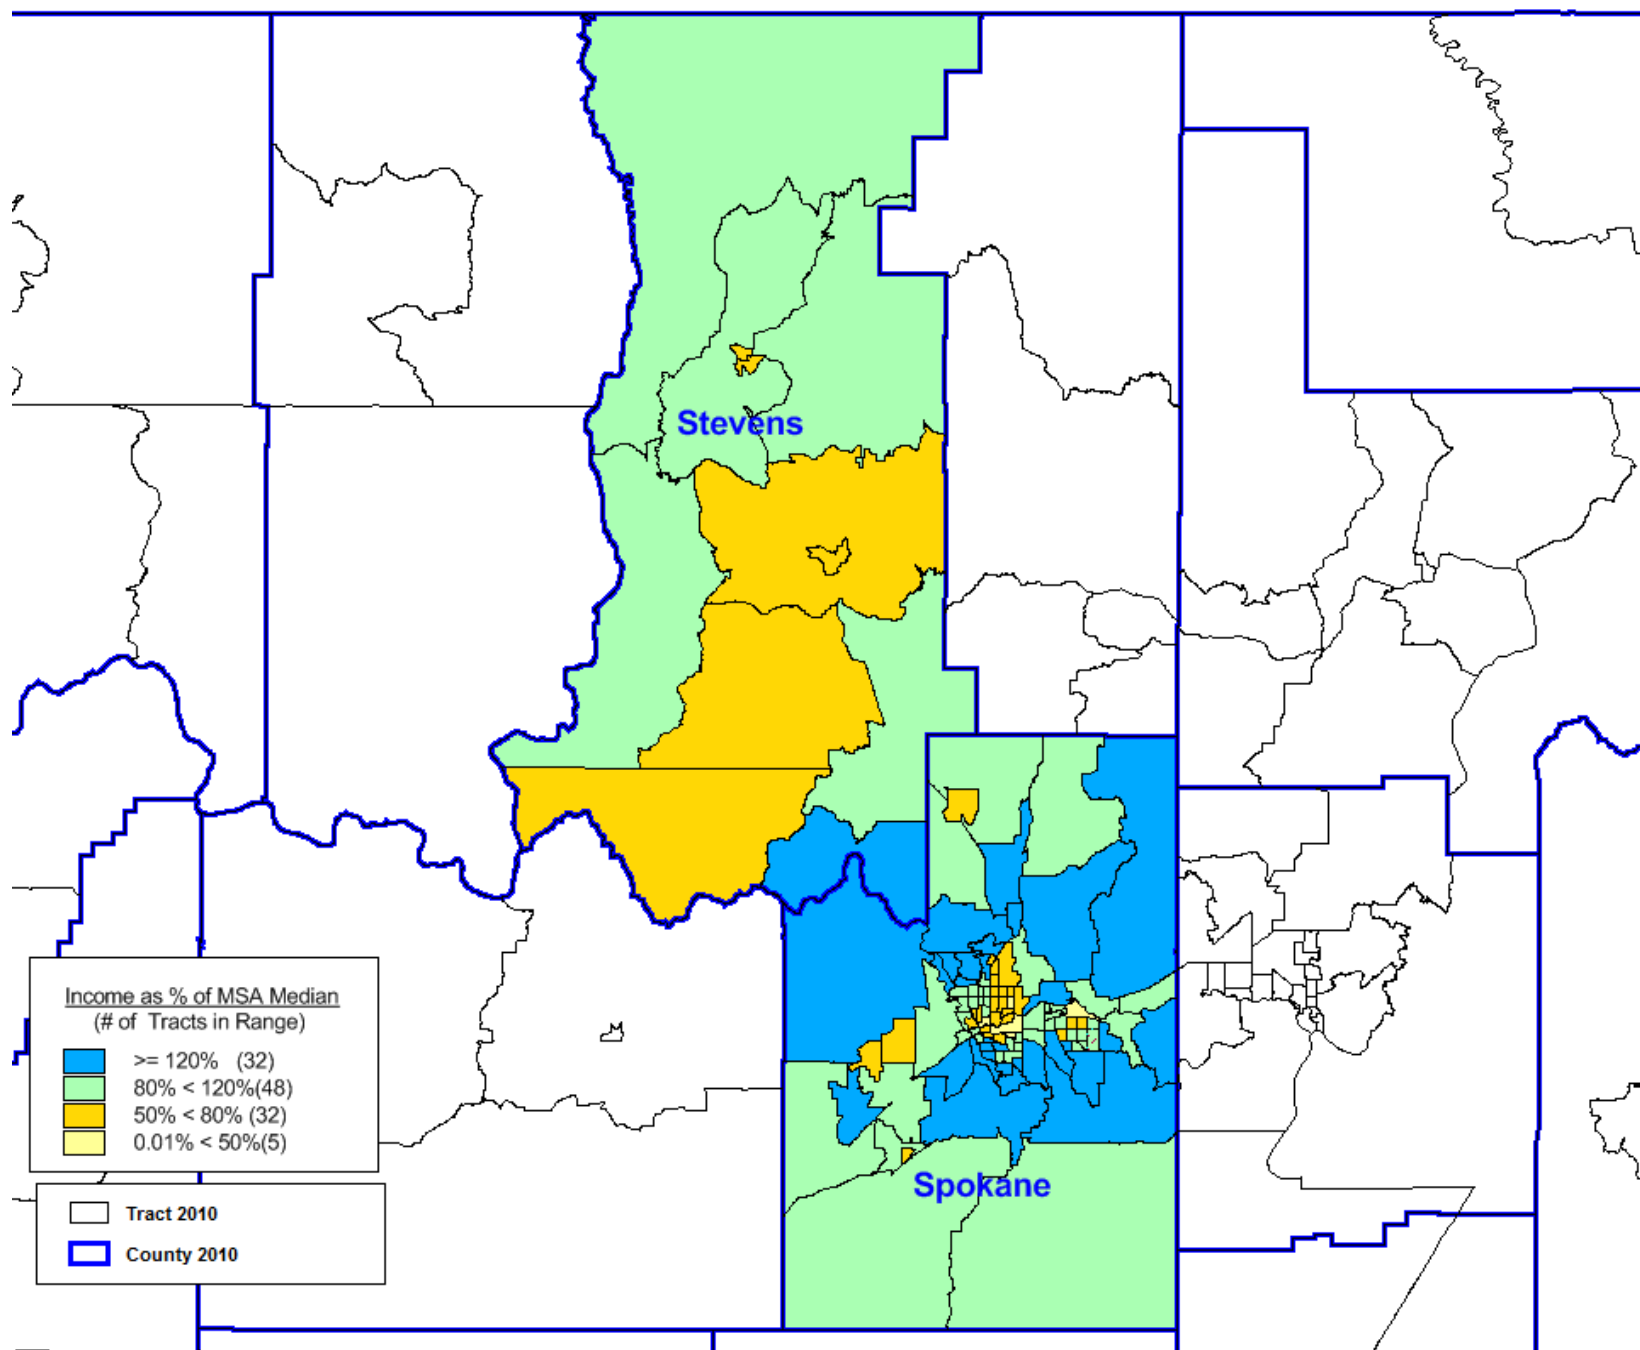 Stevens
Income as % of MSA Median
(# of Tracts in Range)
>= 120% (32)
80% < 120%(48)
50% < 80% (32)
0.01% < 50%(5)
Spokane
Tract 2010
County 2010